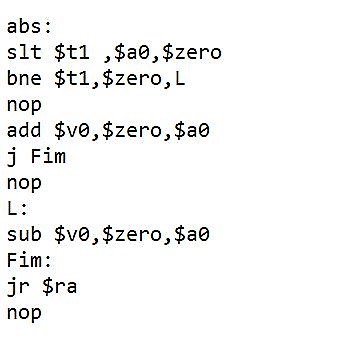 abs:
slt $t1 ,$a0,$zero
bne $t1,$zero,L
nop
add $v0,$zero,$a0
j Fim
nop
L:
sub $v0,$zero,$a0
Fim:
jr $ra
nop